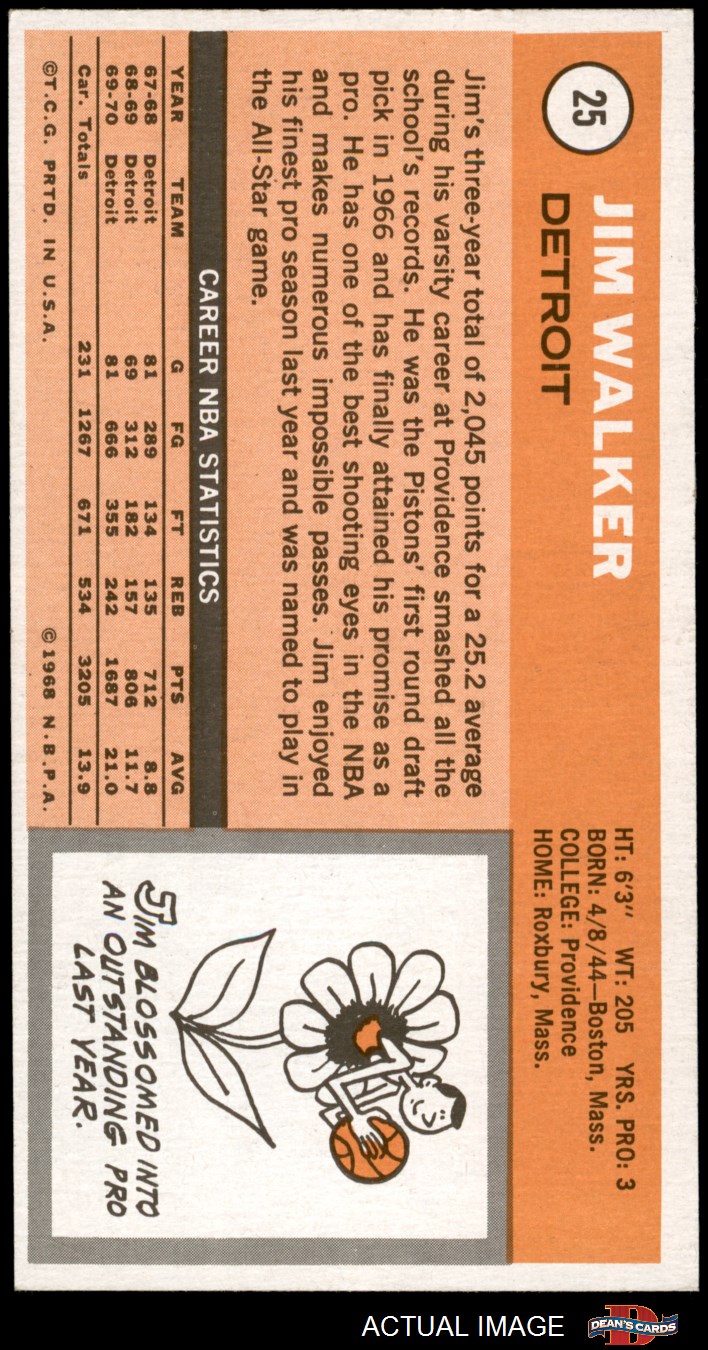 25
JIM WALKER
DETROIT
HT: 6'3" WT: 205 YRS. PRO: 3
BORN: 4/8/44—Boston, Mass.
COLLEGE: Providence
HOME: Roxbury, Mass.
Jim's three-year total of 2,045 points for a 25.2 average
during his varsity career at Providence smashed all the
school's records. He was the Pistons' first round draft
pick in 1966 and has finally attained his promise as a
pro. He has one of the best shooting eyes in the NBA
and makes numerous impossible passes. Jim enjoyed
his finest pro season last year and was named to play in
the All-Star game.
CAREER NBA STATISTICS
YEAR TEAM G FG FT REB PTS AVG
67-68 Detroit 81 289 134 135 712 8.8
68-69 Detroit 69 312 182 157 806 11.7
69-70 Detroit 81 666 355 242 1687 21.0
Car. Totals 231 1267 671 534 3205 13.9
©T.C.G. PRTD. IN U.S.A. ©1968 N.B.P.A.
JIM BLOSSOMED INTO
AN OUTSTANDING PRO
LAST YEAR.
ACTUAL IMAGE
D
DEAN'S CARDS